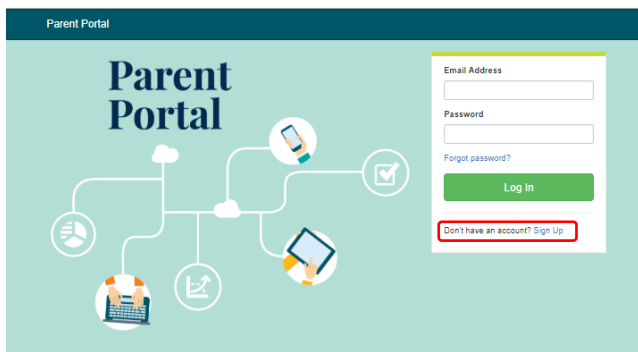 Parent Portal
Parent
Portal
Email Address
Password
Forgot password?
Log In
Don't have an account? Sign Up